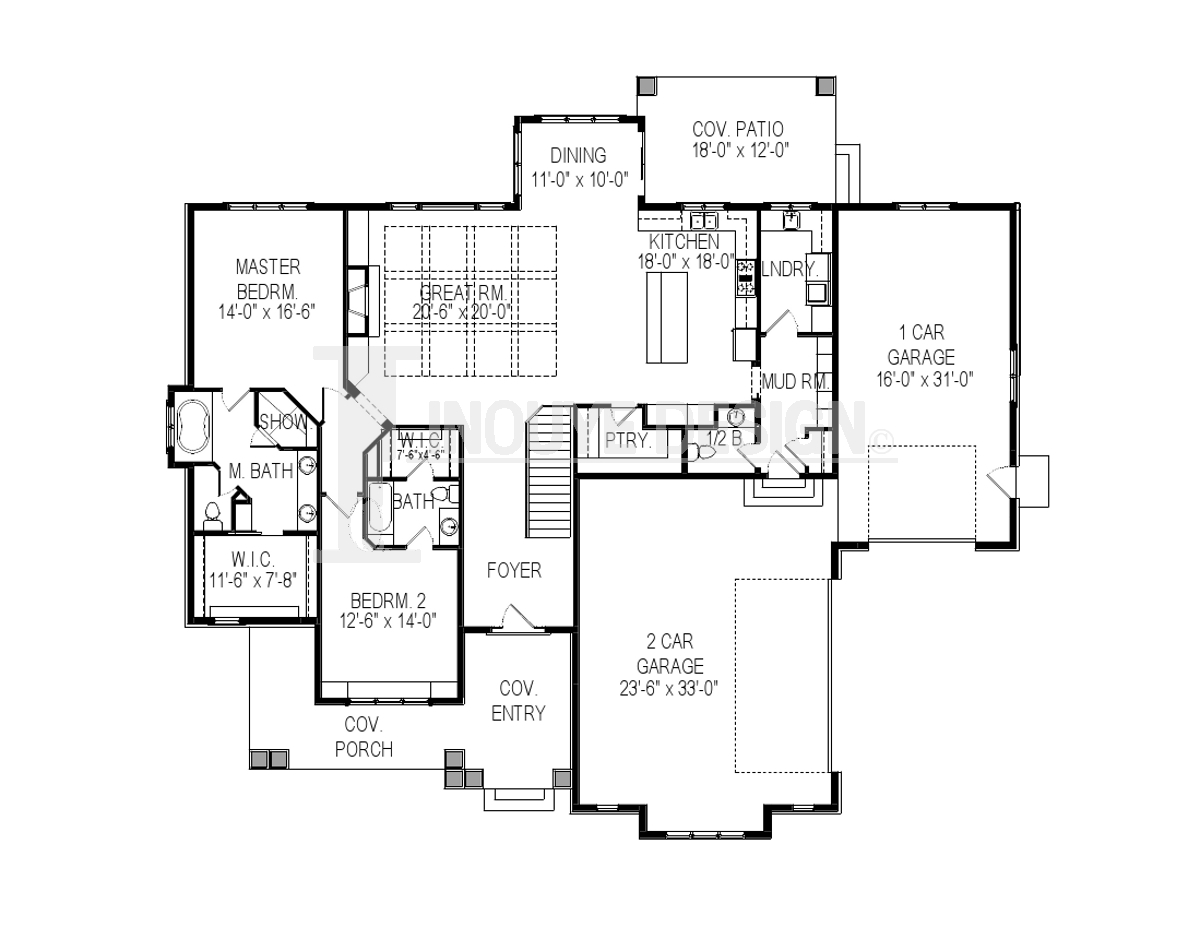 COV. PATIO
18'-0" x 12'-0"
DINING
11'-0" x 10'-0"
KITCHEN
18'-0" x 18'-0"
MASTER
BEDRM.
14'-0" x 16'-6"
LNDRY.
GREAT RM.
20'-6" x 20'-0"
1 CAR
GARAGE
16'-0" x 31'-0"
MUD RM.
INOUYE DESIGN ©
SHOW.
W.I.C.
7'-6"x4'-6"
PTRY.
1/2 B
M. BATH
BATH
W.I.C.
11'-6" x 7'-8"
FOYER
BEDRM. 2
12'-6" x 14'-0"
2 CAR
GARAGE
23'-6" x 33'-0"
COV.
ENTRY
COV.
PORCH